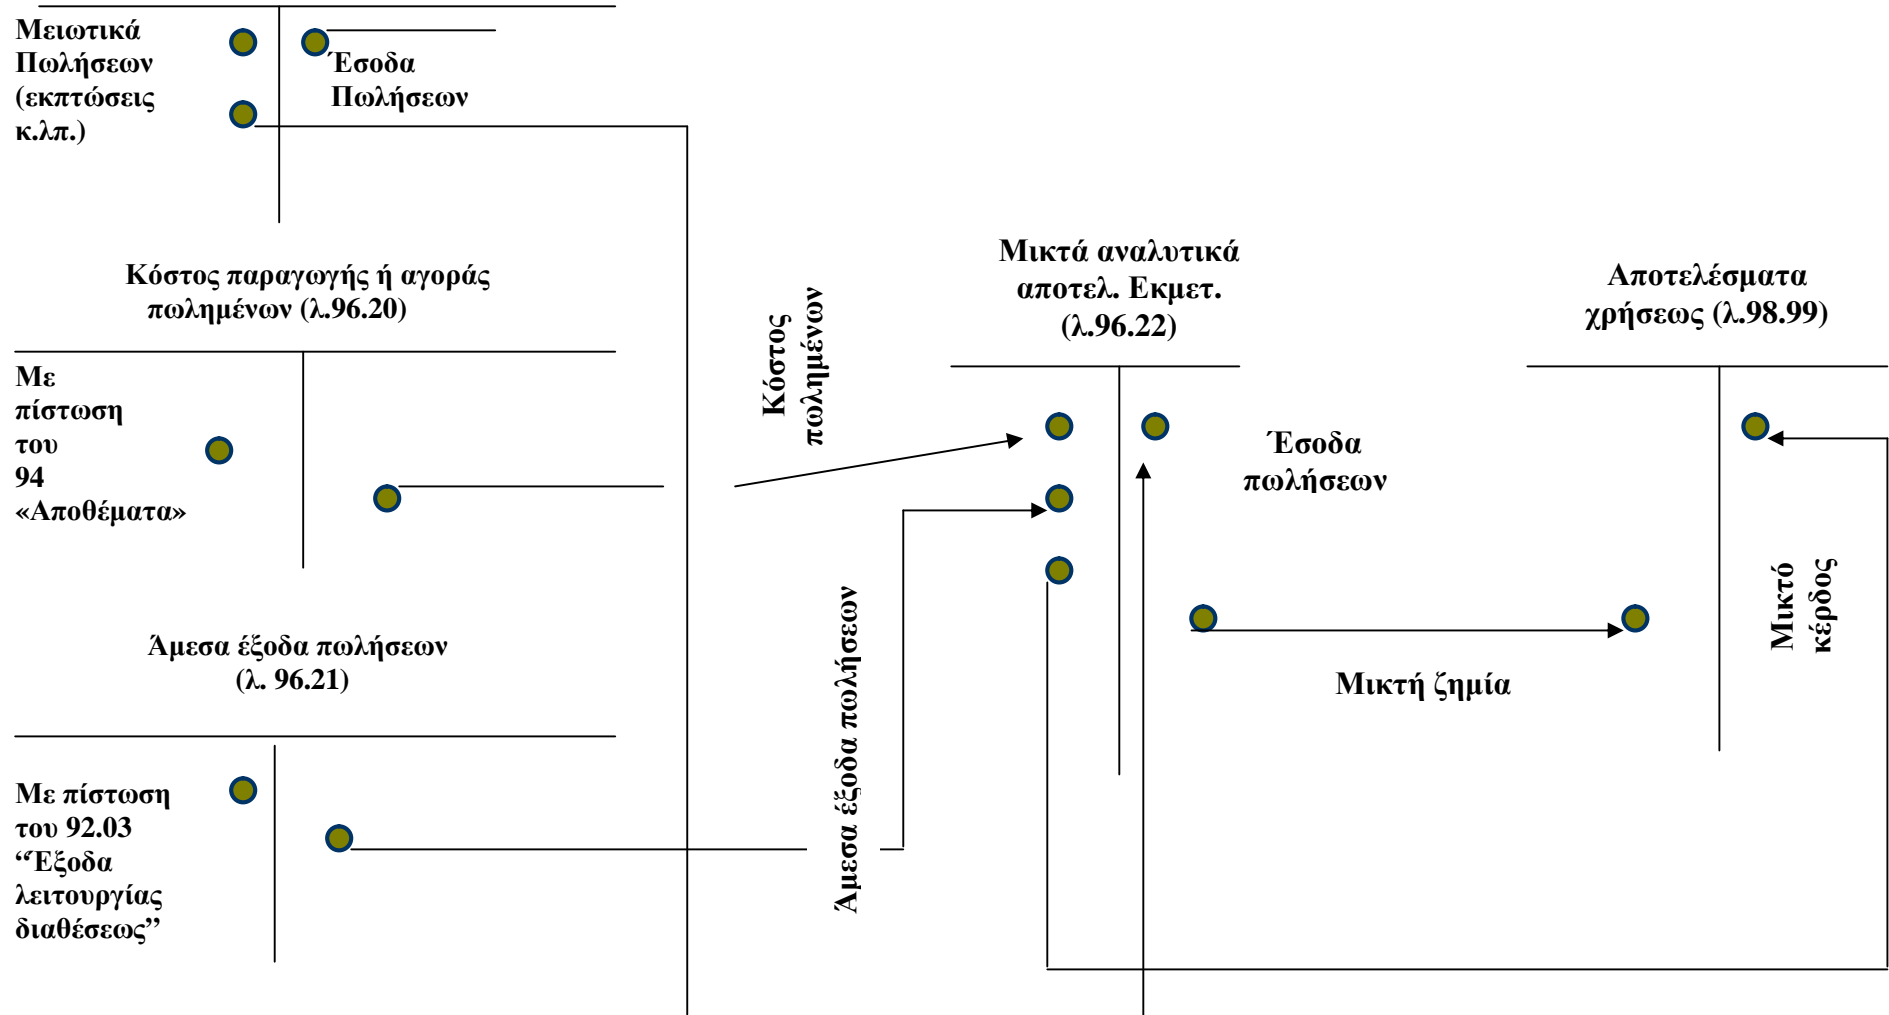 Μειωτικά
Πωλήσεων
(εκπτώσεις
κ.λπ.)
Έσοδα
Πωλήσεων
Κόστος παραγωγής ή αγοράς
πωλημένων (λ.96.20)
Με
πίστωση
του
94
«Αποθέματα»
Άμεσα έξοδα πωλήσεων
(λ. 96.21)
Με πίστωση
του 92.03
“Έξοδα
λειτουργίας
διαθέσεως”
Κόστος
πωλημένων
Άμεσα έξοδα πωλήσεων
Μικτά αναλυτικά
αποτελ. Εκμετ.
(λ.96.22)
Έσοδα
πωλήσεων
Μικτή ζημία
Αποτελέσματα
χρήσεως (λ.98.99)
Μικτό
κέρδος